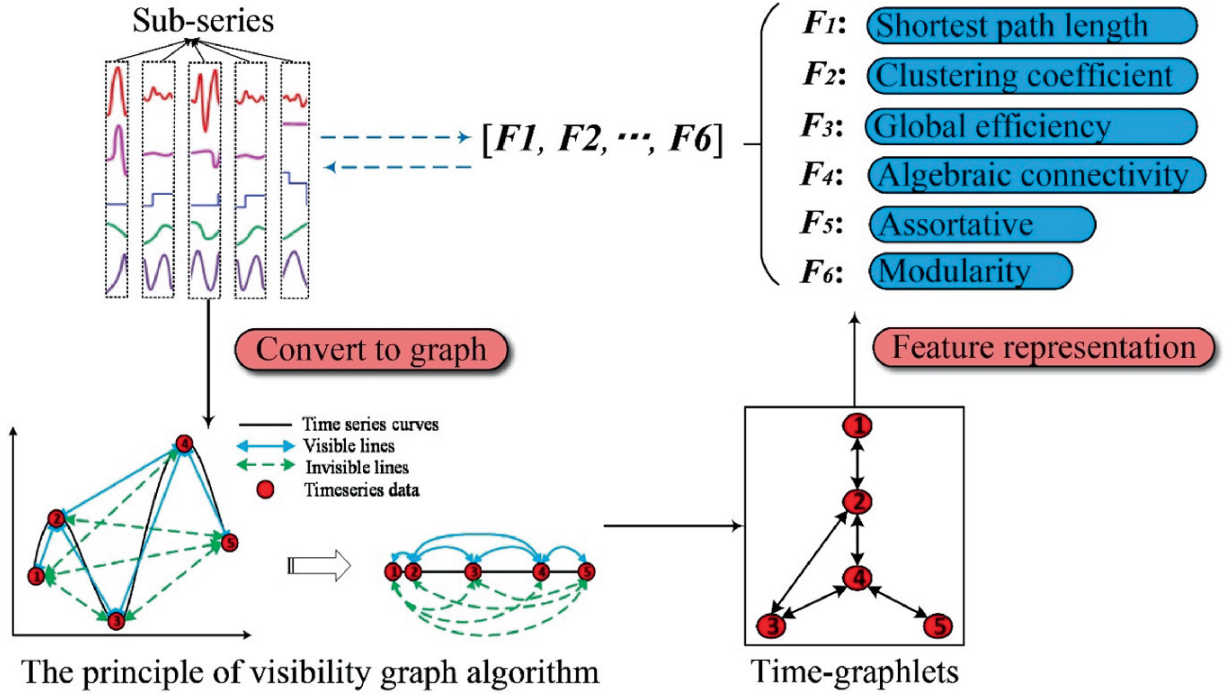 Sub-series
[F1, F2, ···, F6]
F1: Shortest path length
F2: Clustering coefficient
F3: Global efficiency
F4: Algebraic connectivity
F5: Assortative
F6: Modularity
Convert to graph
Feature representation
Time series curves
Visible lines
Invisible lines
Timeseries data
1
2
3
4
5
1 2 3 4 5
1
2
4
3
5
The principle of visibility graph algorithm
Time-graphlets